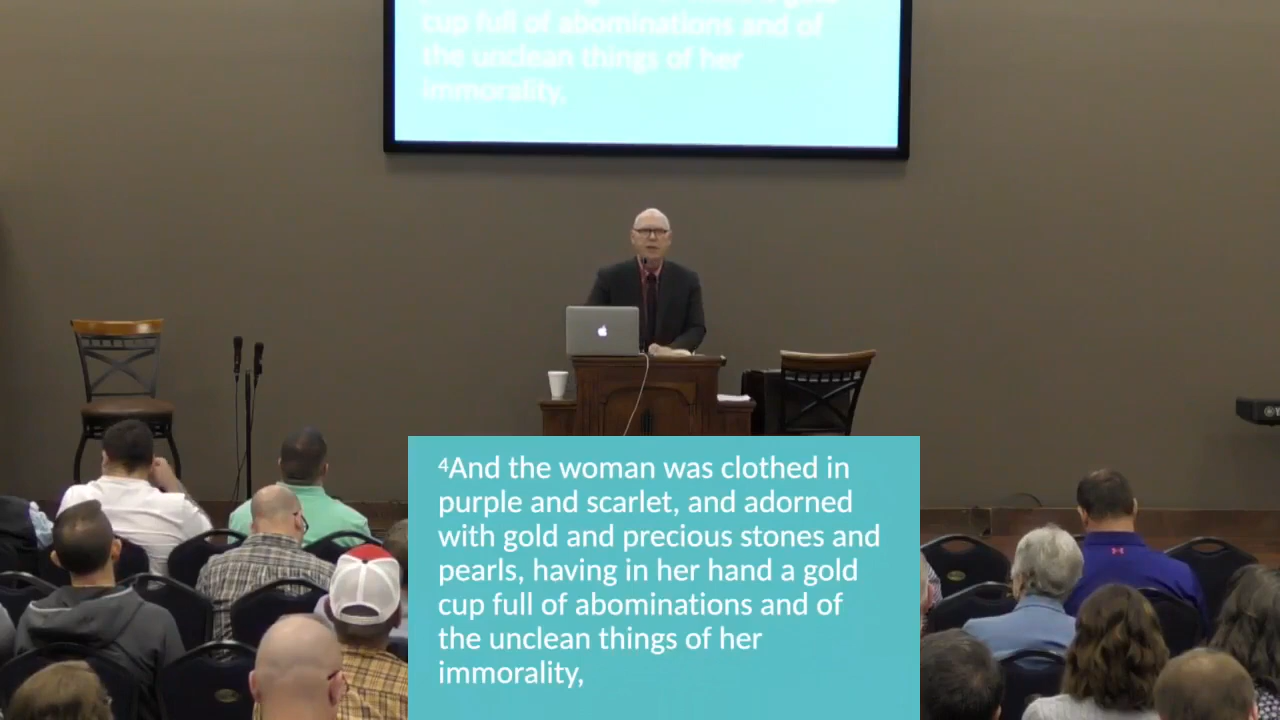 cup full of abominations and of
the unclean things of her
immorality,
⁴And the woman was clothed in
purple and scarlet, and adorned
with gold and precious stones and
pearls, having in her hand a gold
cup full of abominations and of
the unclean things of her
immorality,